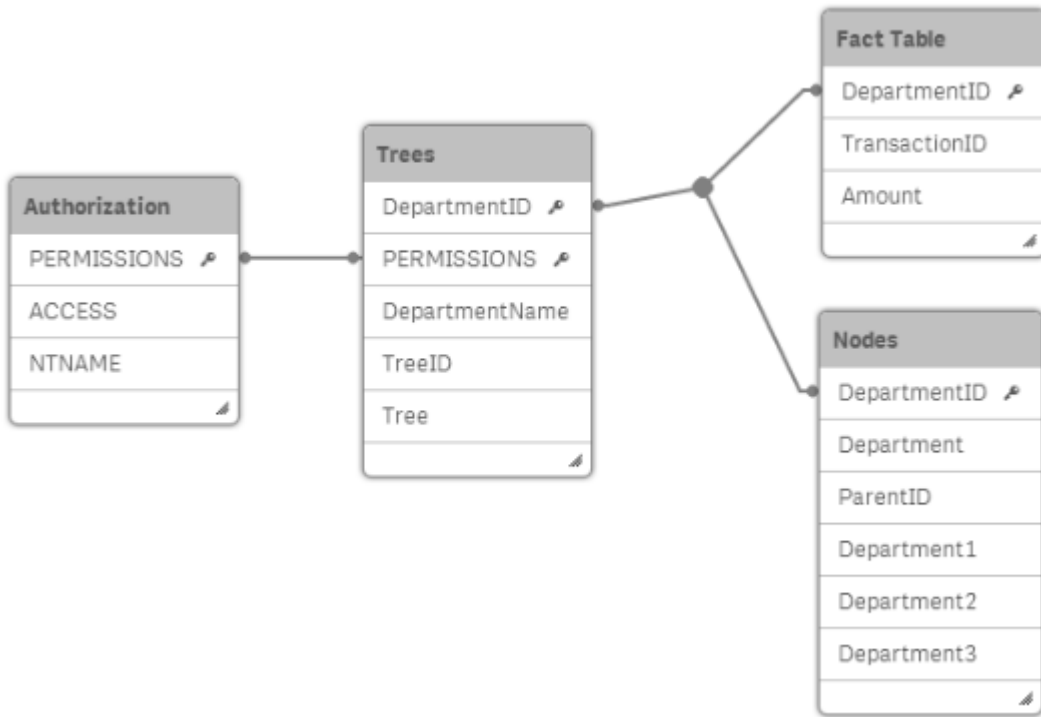 Authorization
PERMISSIONS
ACCESS
NTNAME
Trees
DepartmentID
PERMISSIONS
DepartmentName
TreeID
Tree
Fact Table
DepartmentID
TransactionID
Amount
Nodes
DepartmentID
Department
ParentID
Department1
Department2
Department3